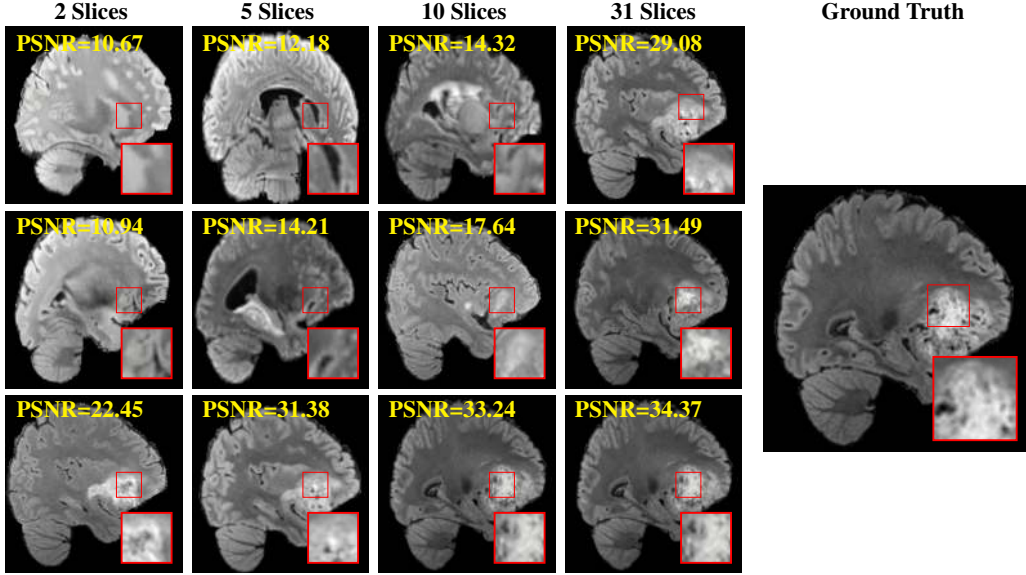 2 Slices 5 Slices 10 Slices 31 Slices Ground Truth
PSNR=10.67 PSNR=12.18 PSNR=14.32 PSNR=29.08
PSNR=10.94 PSNR=14.21 PSNR=17.64 PSNR=31.49
PSNR=22.45 PSNR=31.38 PSNR=33.24 PSNR=34.37